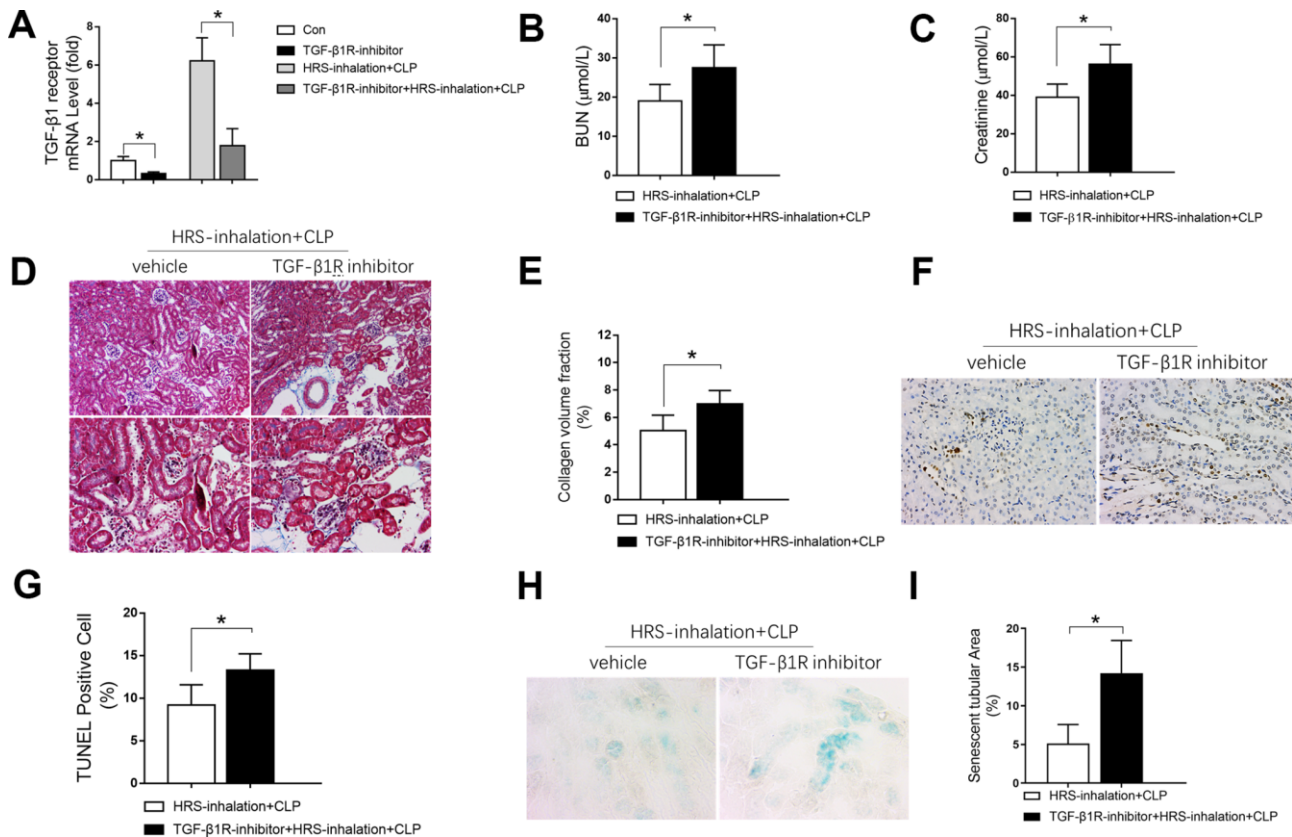 A
TGF-β1 receptor
mRNA Level (fold)
8
6
4
2
0
*
*
Con
TGF-β1R-inhibitor
HRS-inhalation+CLP
TGF-β1R-inhibitor+HRS-inhalation+CLP
B
BUN (μmol/L)
40
30
20
10
0
*
HRS-inhalation+CLP
TGF-β1R-inhibitor+HRS-inhalation+CLP
C
Creatinine (μmol/L)
80
60
40
20
0
*
HRS-inhalation+CLP
TGF-β1R-inhibitor+HRS-inhalation+CLP
D
HRS-inhalation+CLP
vehicle
TGF-β1R inhibitor
E
Collagen volume fraction
(%)
12
10
8
6
4
2
0
*
HRS-inhalation+CLP
TGF-β1R-inhibitor+HRS-inhalation+CLP
F
HRS-inhalation+CLP
vehicle
TGF-β1R inhibitor
G
TUNEL Positive Cell
(%)
20
15
10
5
0
*
HRS-inhalation+CLP
TGF-β1R-inhibitor+HRS-inhalation+CLP
H
HRS-inhalation+CLP
vehicle
TGF-β1R inhibitor
I
Senescent tubular Area
(%)
20
15
10
5
0
*
HRS-inhalation+CLP
TGF-β1R-inhibitor+HRS-inhalation+CLP